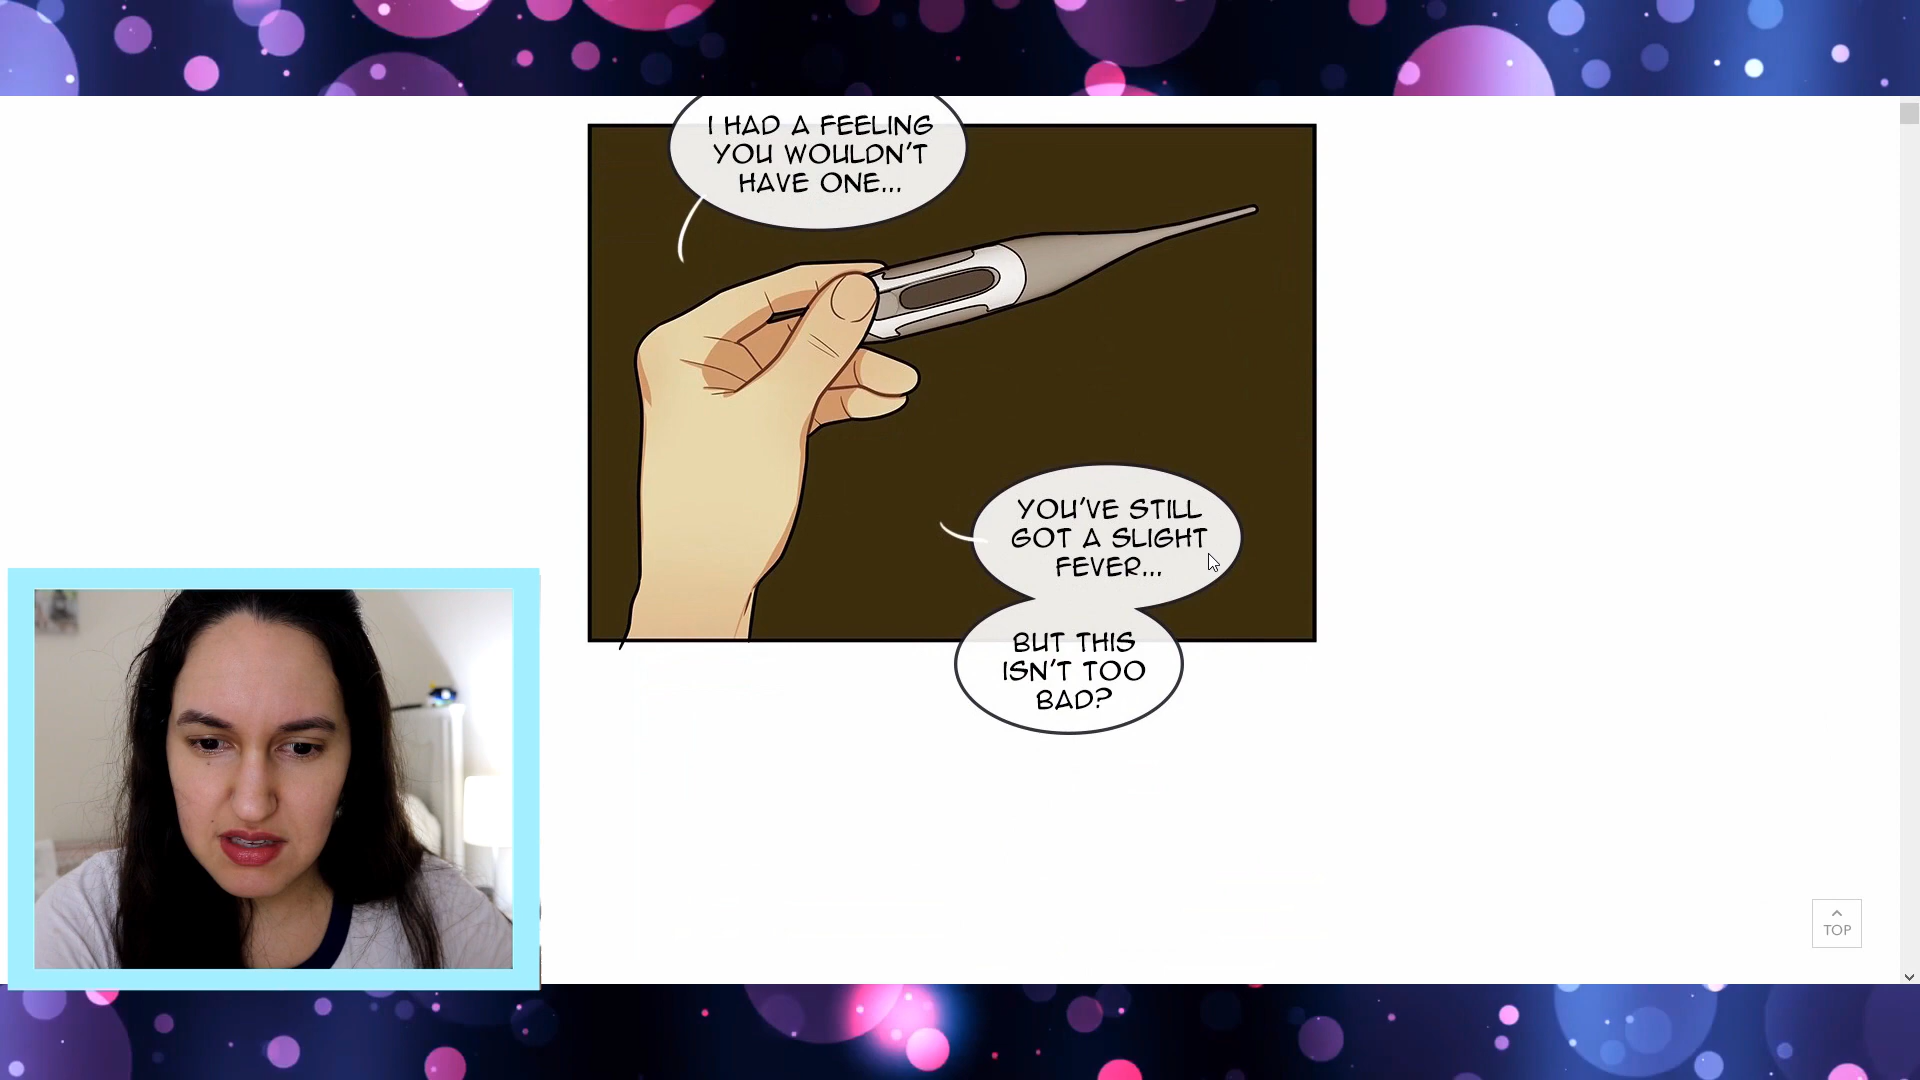 I HAD A FEELING
YOU WOULDN'T
HAVE ONE...
YOU'VE STILL
GOT A SLIGHT
FEVER...
BUT THIS
ISN'T TOO
BAD?
TOP